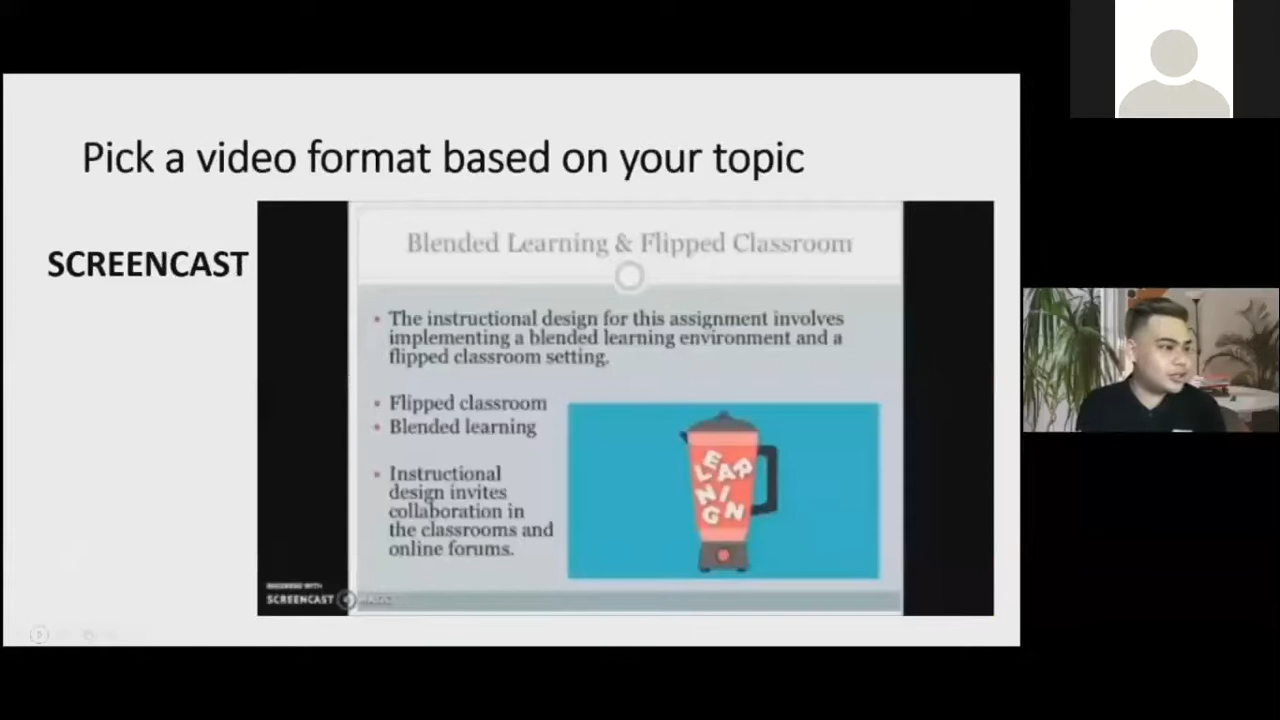 Pick a video format based on your topic
SCREENCAST
Blended Learning & Flipped Classroom
• The instructional design for this assignment involves
implementing a blended learning environment and a
flipped classroom setting.
• Flipped classroom
• Blended learning
• Instructional
design invites
collaboration in
the classrooms and
online forums.
LEARNING
RECORDED WITH
SCREENCAST